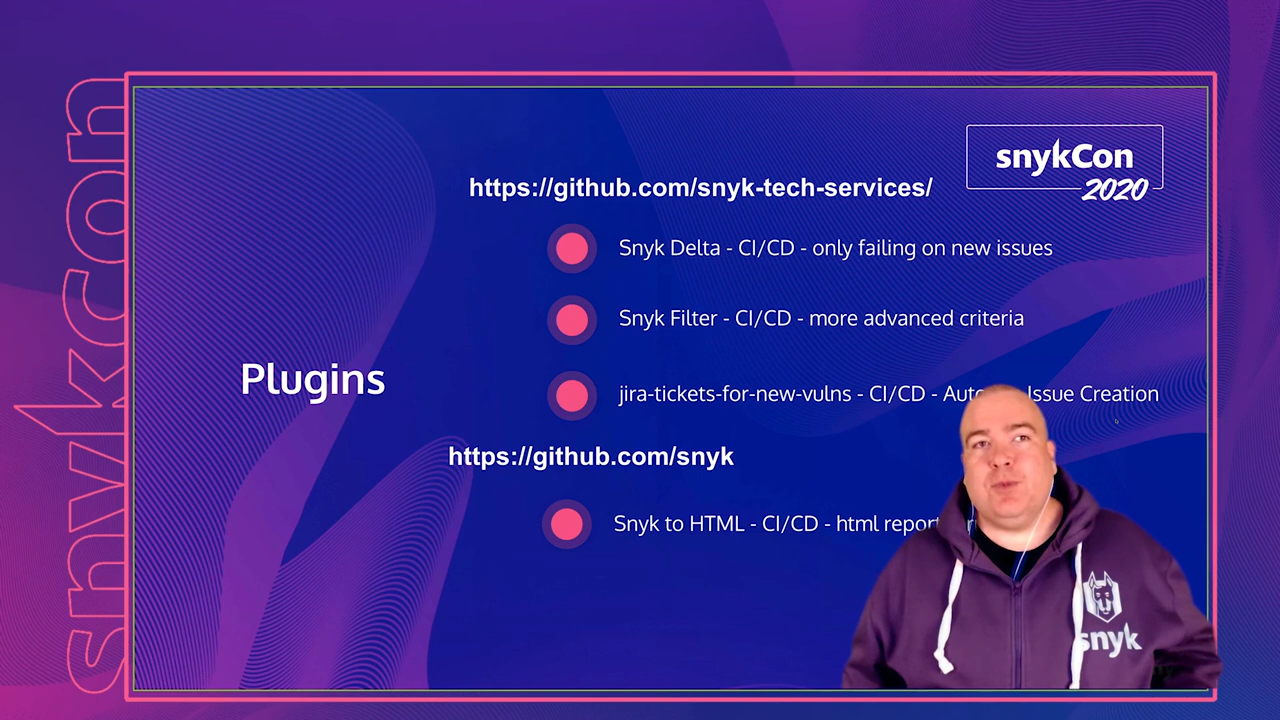 snykcon
snykCon
2020
https://github.com/snyk-tech-services/
Snyk Delta - CI/CD - only failing on new issues
Snyk Filter - CI/CD - more advanced criteria
Plugins
jira-tickets-for-new-vulns - CI/CD - Issue Creation
https://github.com/snyk
Snyk to HTML - CI/CD - html report
snyk